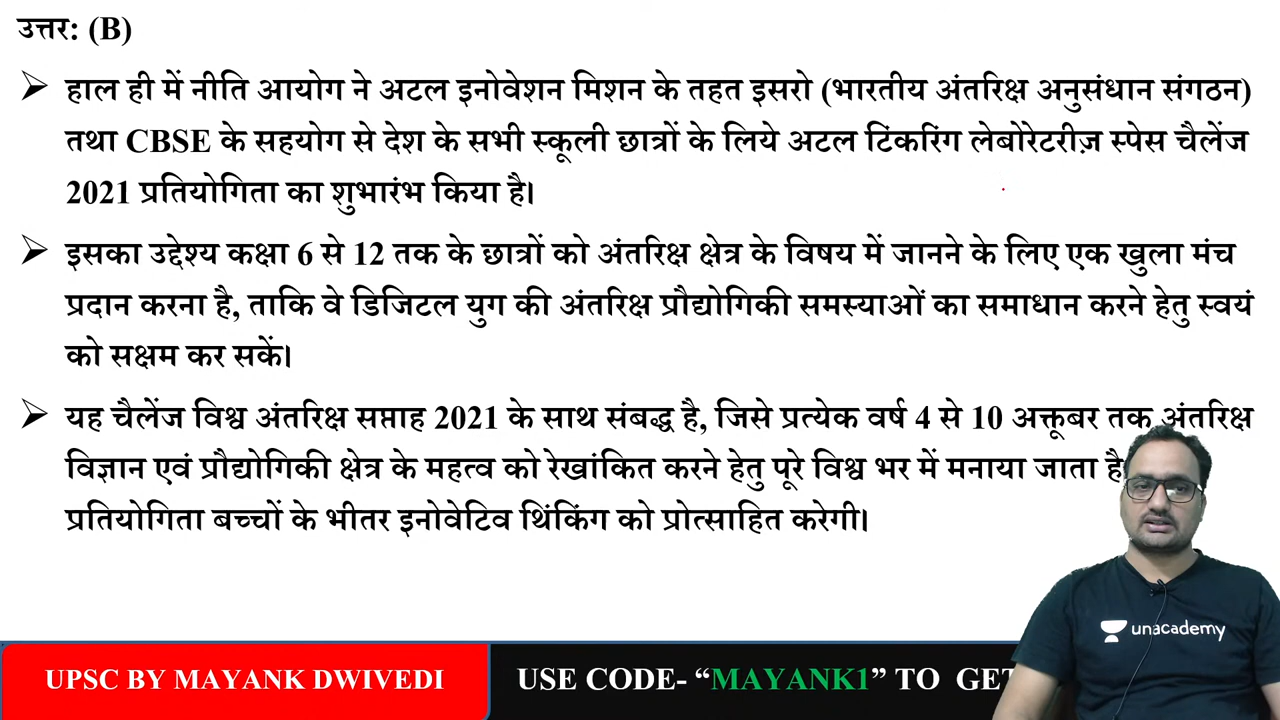 उत्तर: (B)
हाल ही में नीति आयोग ने अटल इनोवेशन मिशन के तहत इसरो (भारतीय अंतरिक्ष अनुसंधान संगठन)
तथा CBSE के सहयोग से देश के सभी स्कूली छात्रों के लिये अटल टिंकरिंग लेबोरेटरीज़ स्पेस चैलेंज
2021 प्रतियोगिता का शुभारंभ किया है।
इसका उद्देश्य कक्षा 6 से 12 तक के छात्रों को अंतरिक्ष क्षेत्र के विषय में जानने के लिए एक खुला मंच
प्रदान करना है, ताकि वे डिजिटल युग की अंतरिक्ष प्रौद्योगिकी समस्याओं का समाधान करने हेतु स्वयं
को सक्षम कर सकें।
यह चैलेंज विश्व अंतरिक्ष सप्ताह 2021 के साथ संबद्ध है, जिसे प्रत्येक वर्ष 4 से 10 अक्तूबर तक अंतरिक्ष
विज्ञान एवं प्रौद्योगिकी क्षेत्र के महत्व को रेखांकित करने हेतु पूरे विश्व भर में मनाया जाता है
प्रतियोगिता बच्चों के भीतर इनोवेटिव थिंकिंग को प्रोत्साहित करेगी।
unacademy
UPSC BY MAYANK DWIVEDI
USE CODE- “MAYANK1” TO GET